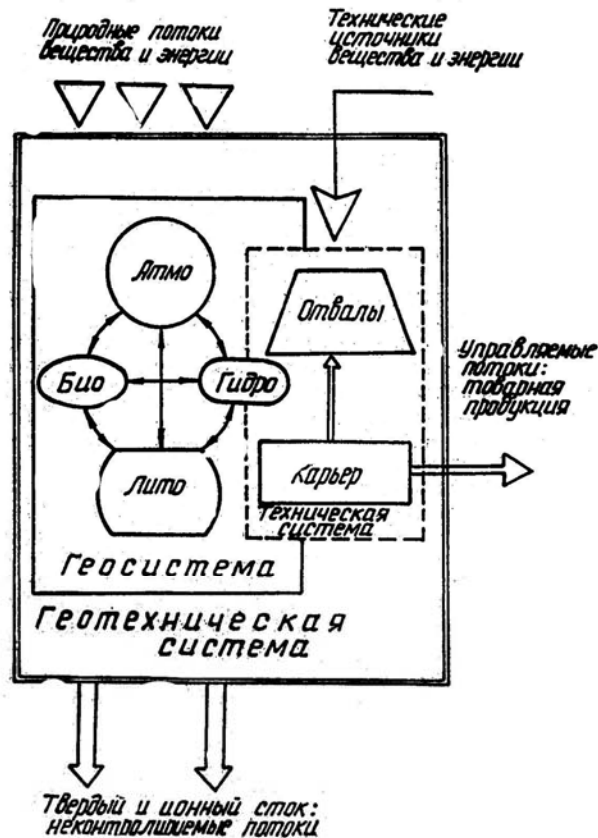 Природные потоки
вещества и энергии
Технические
источники
вещества и энергии
Атмо
Био
Гидро
Лито
Отвалы
Карьер
Техническая
система
Управляемые
потоки:
товарная
продукция
Геосистема
Геотехническая
система
Твердый и ионный сток:
неконтролируемые потоки